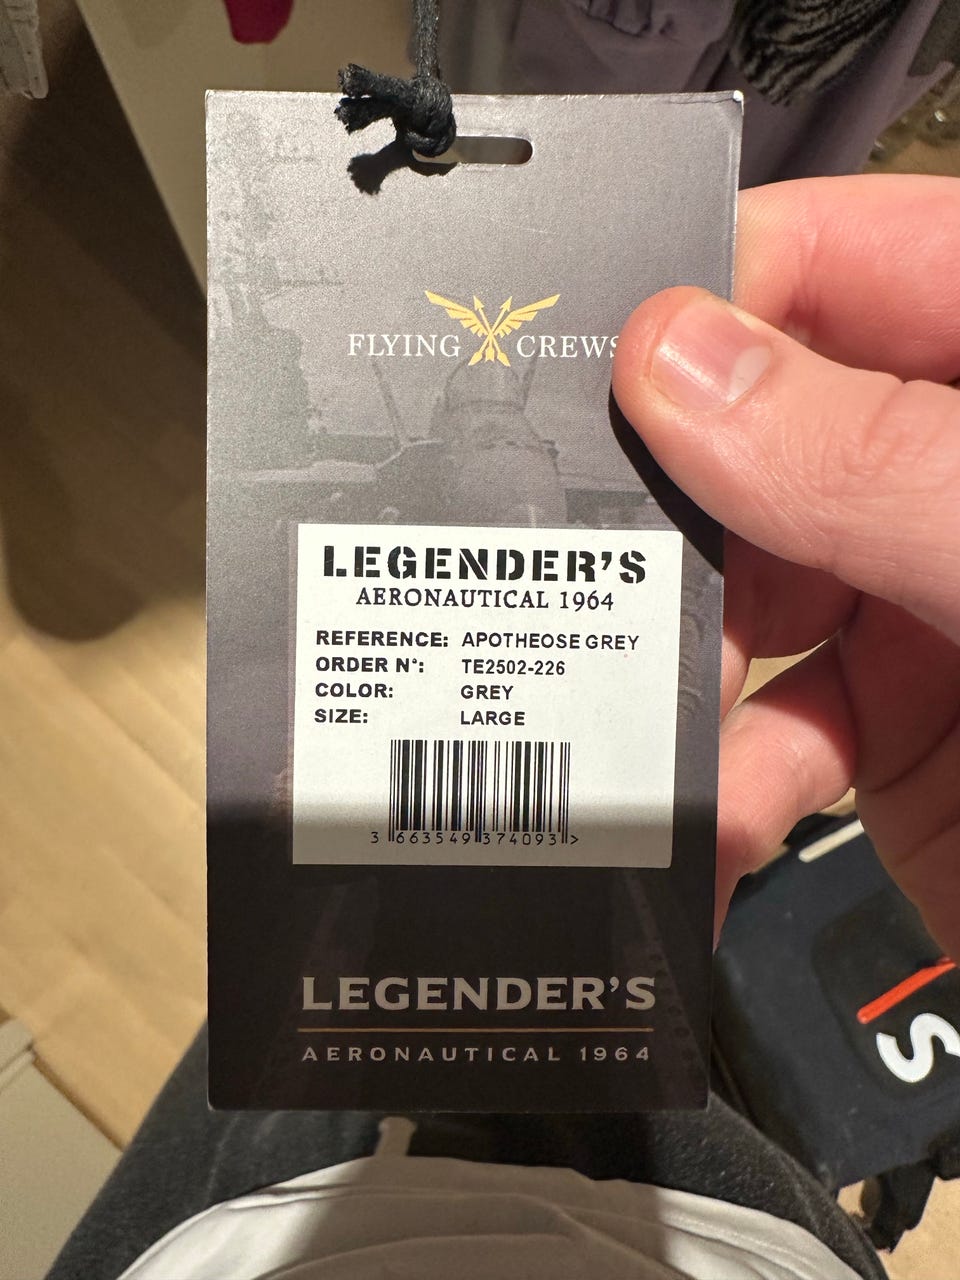 FLYING CREWS
LEGENDER'S
AERONAUTICAL 1964
REFERENCE: APOTHEOSE GREY
ORDER N°: TE2502-226
COLOR: GREY
SIZE: LARGE
3 663549 374093 >
LEGENDER'S
AERONAUTICAL 1964
S